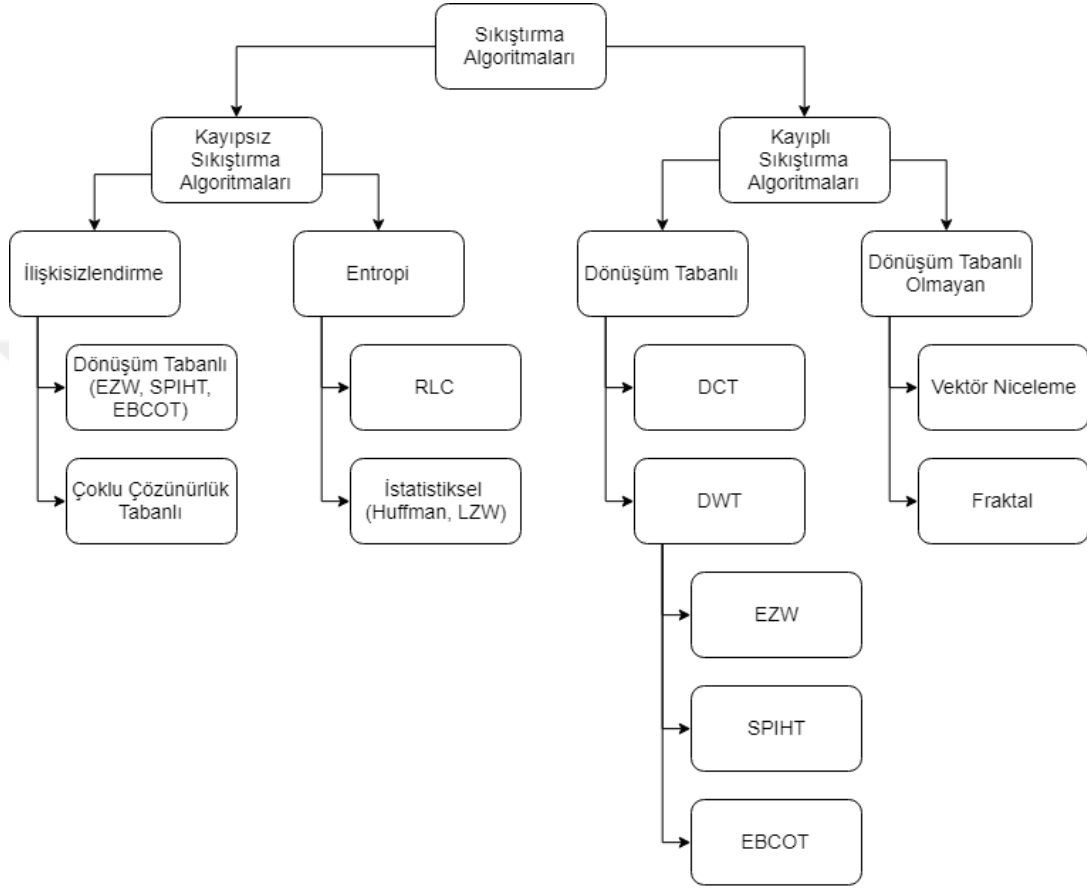 Sıkıştırma
Algoritmaları
Kayıpsız
Sıkıştırma
Algoritmaları
Kayıplı
Sıkıştırma
Algoritmaları
İlişkisizlendirme
Entropi
Dönüşüm Tabanlı
Dönüşüm Tabanlı
Olmayan
Dönüşüm Tabanlı
(EZW, SPIHT,
EBCOT)
RLC
DCT
Vektör Niceleme
Çoklu Çözünürlük
Tabanlı
İstatistiksel
(Huffman, LZW)
DWT
Fraktal
EZW
SPIHT
EBCOT